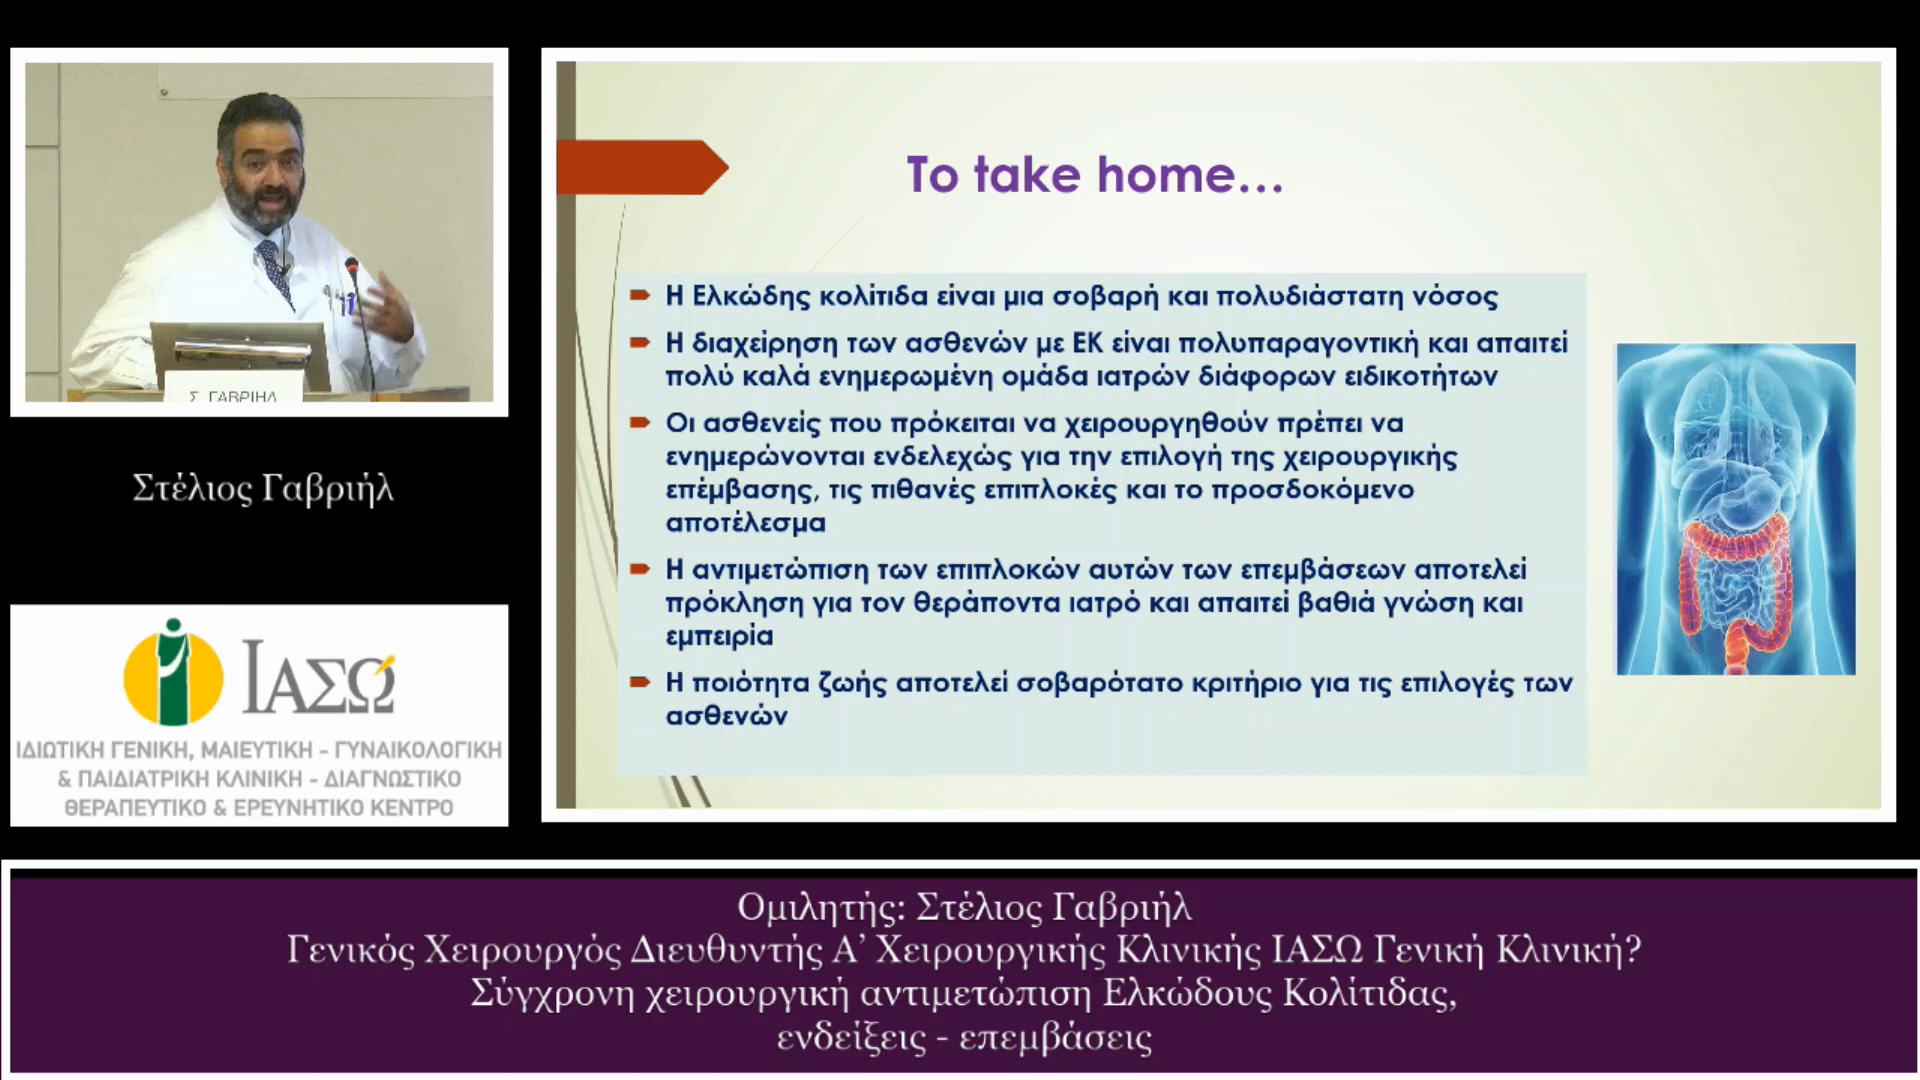 Σ. ΓΑΒΡΙΗΛ
Στέλιος Γαβριήλ
ΙΑΣΩ
ΙΔΙΩΤΙΚΗ ΓΕΝΙΚΗ, ΜΑΙΕΥΤΙΚΗ - ΓΥΝΑΙΚΟΛΟΓΙΚΗ
& ΠΑΙΔΙΑΤΡΙΚΗ ΚΛΙΝΙΚΗ - ΔΙΑΓΝΩΣΤΙΚΟ
ΘΕΡΑΠΕΥΤΙΚΟ & ΕΡΕΥΝΗΤΙΚΟ ΚΕΝΤΡΟ
To take home...
Η Ελκώδης κολίτιδα είναι μια σοβαρή και πολυδιάστατη νόσος
Η διαχείρηση των ασθενών με ΕΚ είναι πολυπαραγοντική και απαιτεί
πολύ καλά ενημερωμένη ομάδα ιατρών διάφορων ειδικοτήτων
Οι ασθενείς που πρόκειται να χειρουργηθούν πρέπει να
ενημερώνονται ενδελεχώς για την επιλογή της χειρουργικής
επέμβασης, τις πιθανές επιπλοκές και το προσδοκόμενο
αποτέλεσμα
Η αντιμετώπιση των επιπλοκών αυτών των επεμβάσεων αποτελεί
πρόκληση για τον θεράποντα ιατρό και απαιτεί βαθιά γνώση και
εμπειρία
Η ποιότητα ζωής αποτελεί σοβαρότατο κριτήριο για τις επιλογές των
ασθενών
Ομιλητής: Στέλιος Γαβριήλ
Γενικός Χειρουργός Διευθυντής Α' Χειρουργικής Κλινικής ΙΑΣΩ Γενική Κλινική?
Σύγχρονη χειρουργική αντιμετώπιση Ελκώδους Κολίτιδας,
ενδείξεις - επεμβάσεις